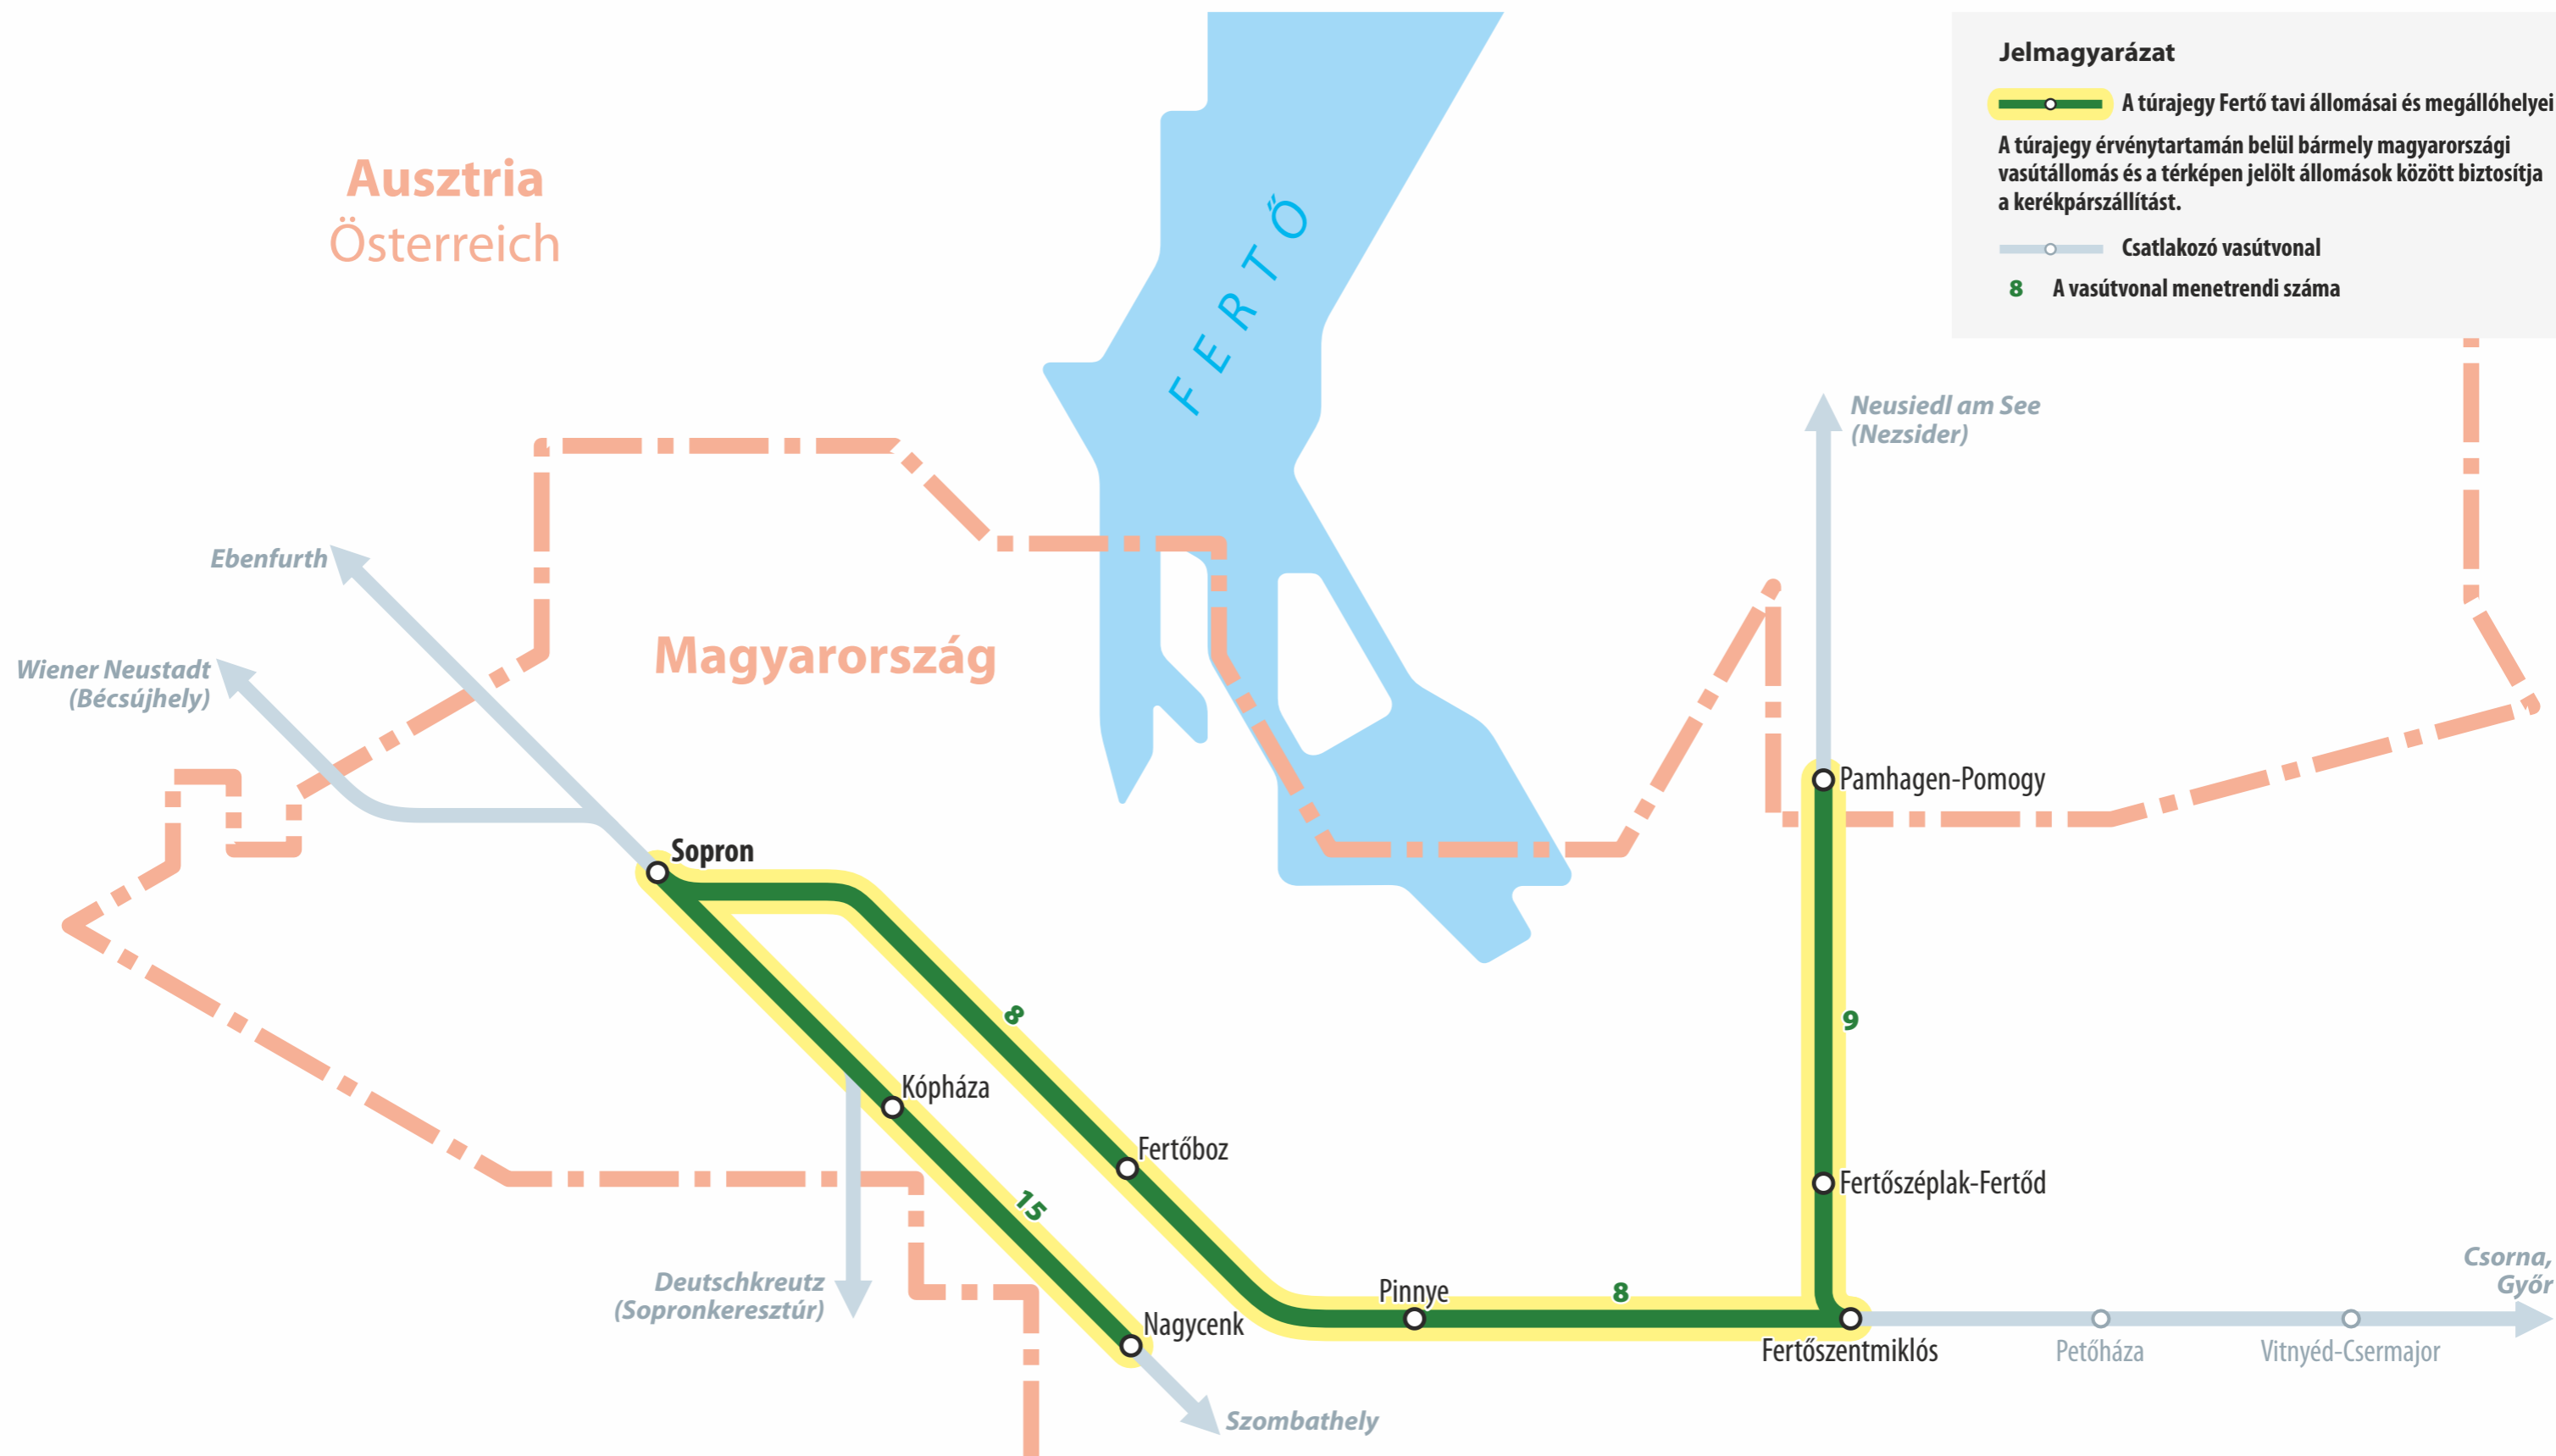 Jelmagyarázat
A túrajegy Fertő tavi állomásai és megállóhelyei
A túrajegy érvénytartamán belül bármely magyarországi
vasútállomás és a térképen jelölt állomások között biztosítja
a kerékpárszállítást.
Csatlakozó vasútvonal
8 A vasútvonal menetrendi száma
Ausztria
Österreich
FERTŐ
Neusiedl am See
(Nezsider)
Ebenfurth
Magyarország
Wiener Neustadt
(Bécsújhely)
Pamhagen-Pomogy
Sopron
8
9
Kópháza
Fertőboz
Fertőszéplak-Fertőd
15
Deutschkreutz
(Sopronkeresztúr)
Csorna,
Győr
Pinnye
8
Nagycenk
Fertőszentmiklós
Petőháza
Vitnyéd-Csermajor
Szombathely